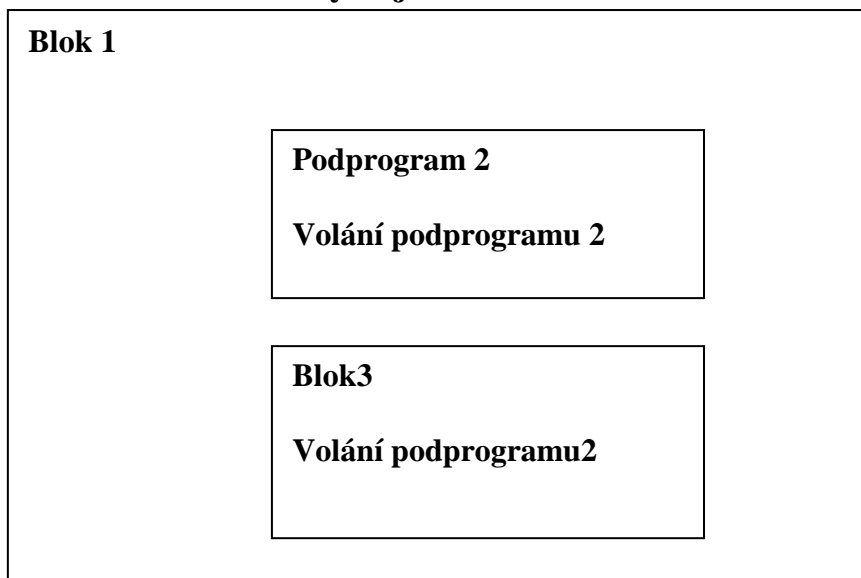 Blok 1
Podprogram 2
Volání podprogramu 2
Blok3
Volání podprogramu2